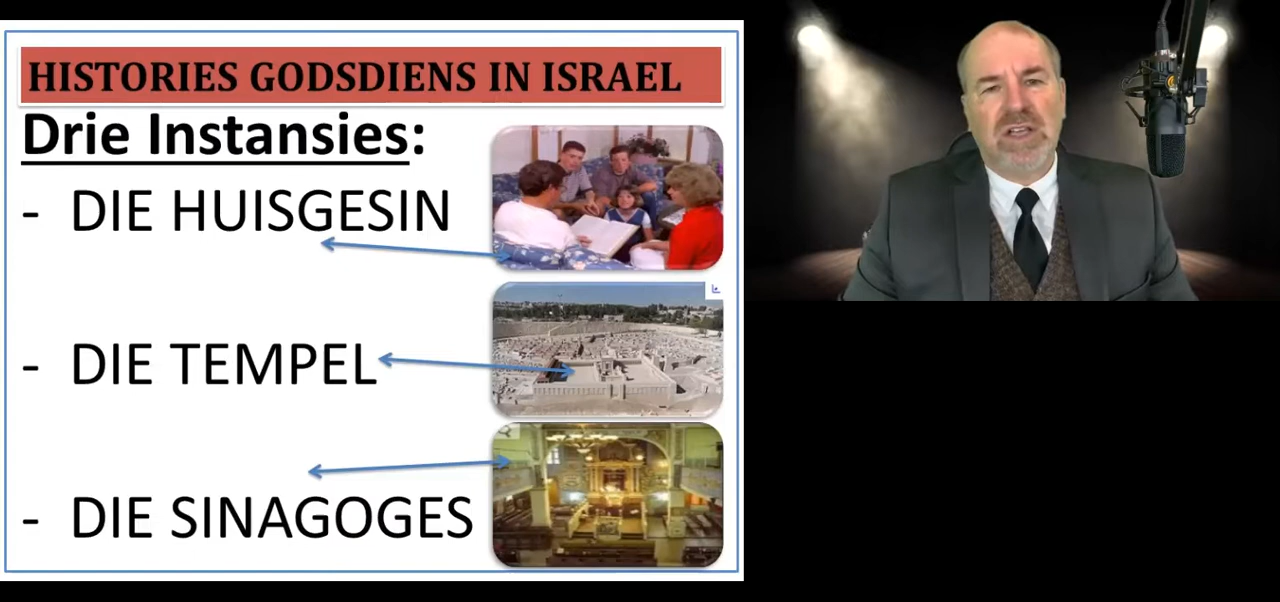 HISTORIES GODSDIENS IN ISRAEL
Drie Instansies:
- DIE HUISGESIN
- DIE TEMPEL
- DIE SINAGOGES